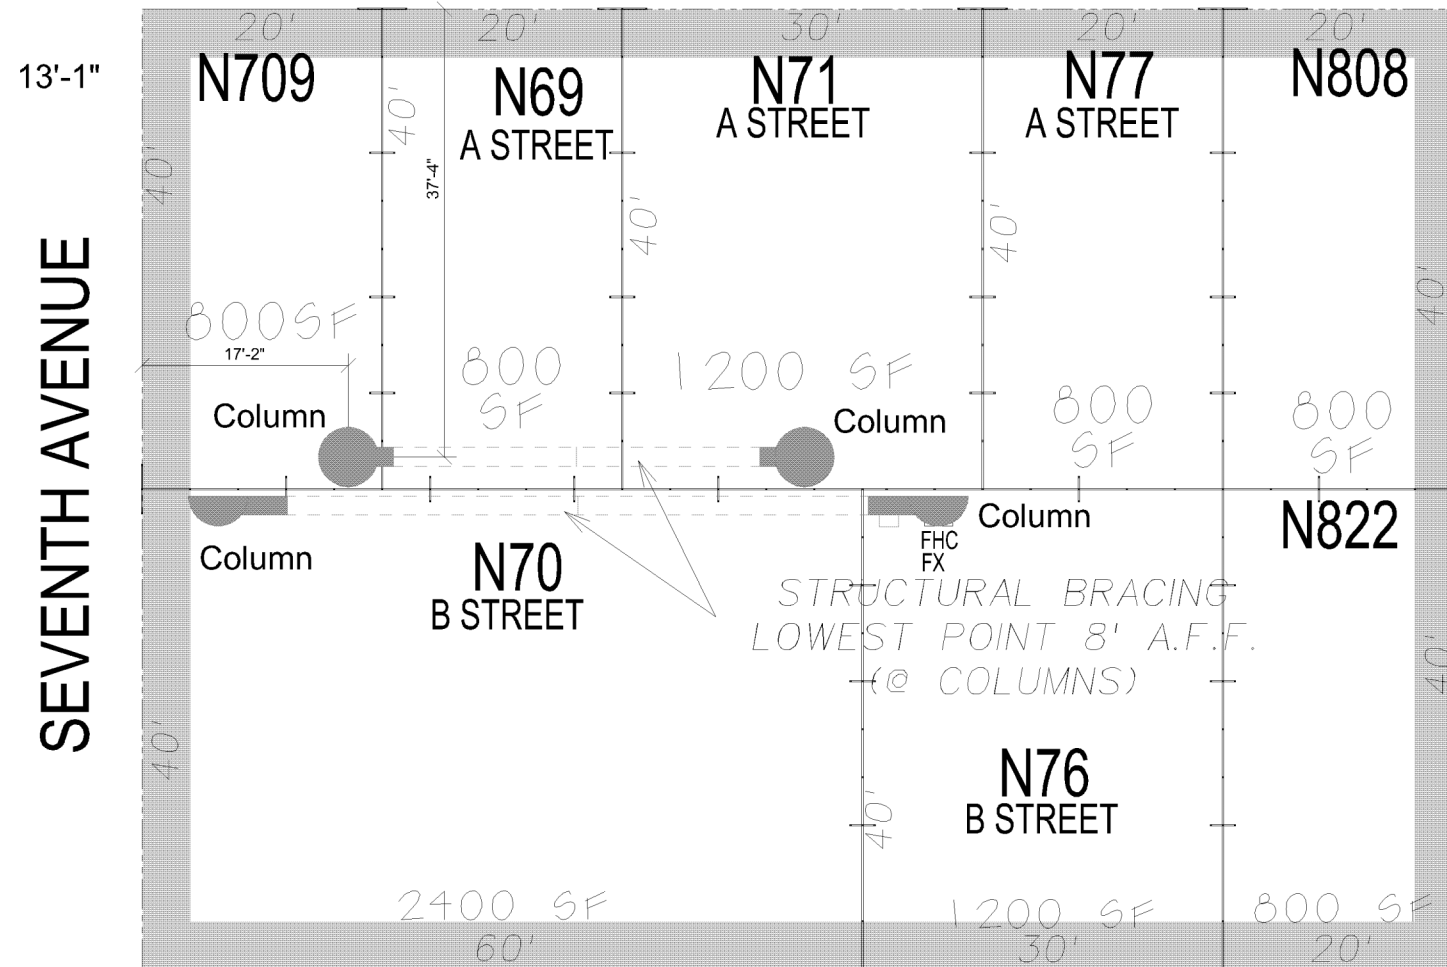 20'
20'
30'
20'
20'
13'-1"
N709
N69
A STREET
N71
A STREET
N77
A STREET
N808
40'
40'
37'-4"
40'
40'
40'
SEVENTH AVENUE
800SF
17'-2"
800
SF
1200 SF
800
SF
800
SF
Column
Column
Column
Column
FHC
FX
N70
B STREET
N822
STRUCTURAL BRACING
LOWEST POINT 8' A.F.F.
(@ COLUMNS)
40'
40'
N76
B STREET
40'
2400 SF
1200 SF
800 SF
60'
30'
20'